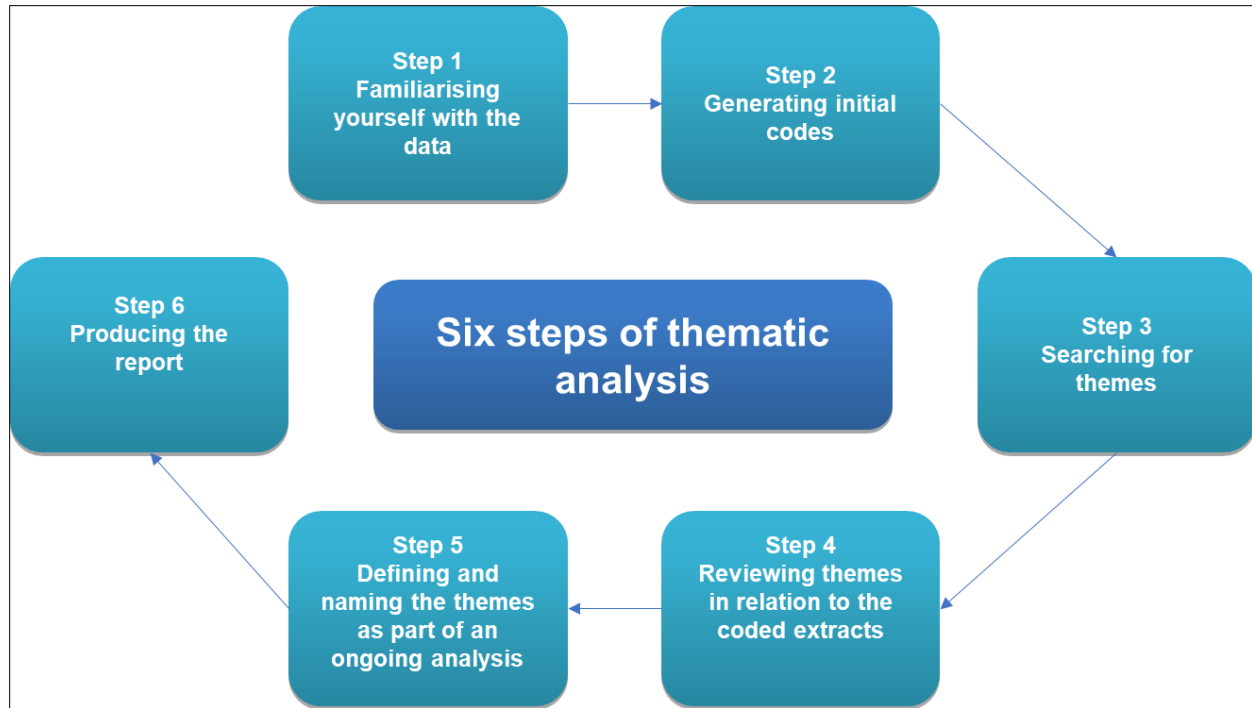 Step 1
Familiarising
yourself with the
data
Step 2
Generating initial
codes
Step 3
Searching for
themes
Step 4
Reviewing themes
in relation to the
coded extracts
Step 5
Defining and
naming the themes
as part of an
ongoing analysis
Step 6
Producing the
report
Six steps of thematic
analysis